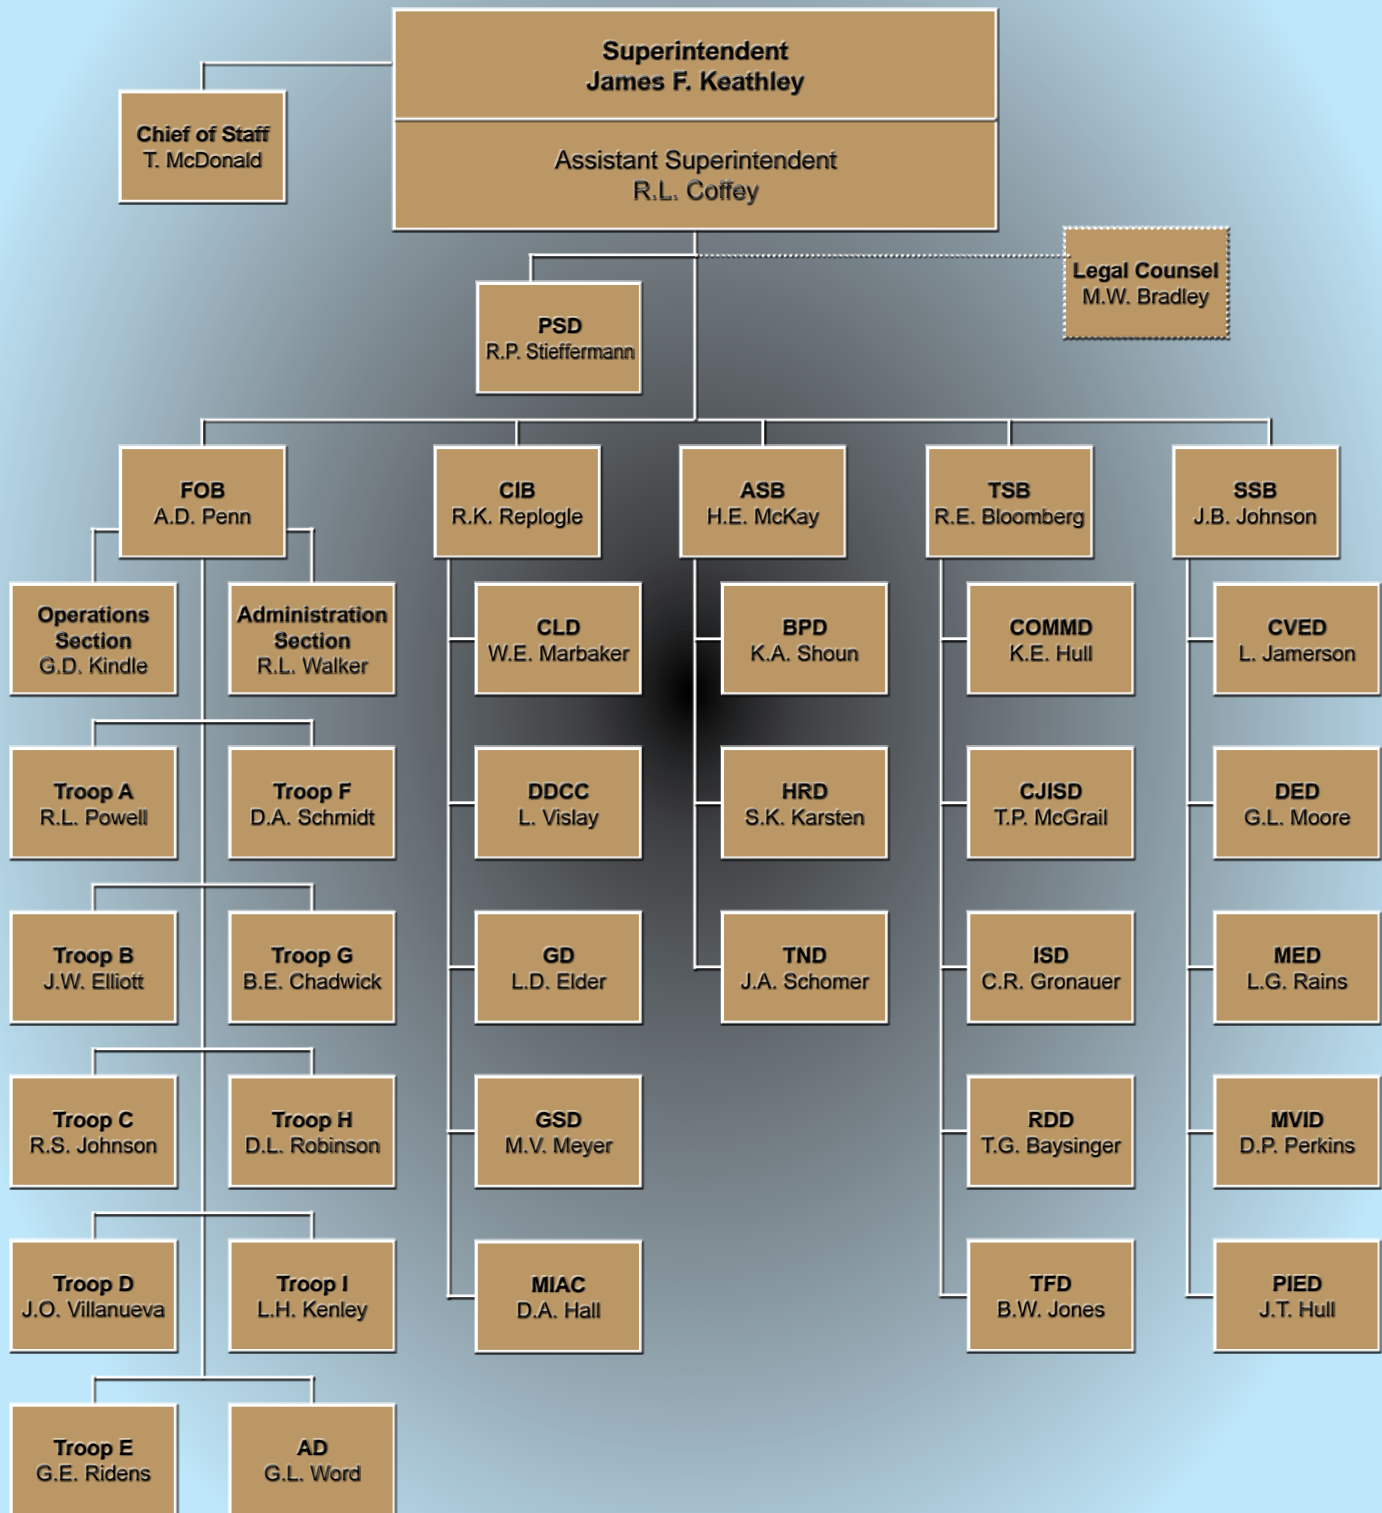 Superintendent
James F. Keathley
Chief of Staff
T. McDonald
Assistant Superintendent
R.L. Coffey
Legal Counsel
M.W. Bradley
PSD
R.P. Stieffermann
FOB
A.D. Penn
CIB
R.K. Replogle
ASB
H.E. McKay
TSB
R.E. Bloomberg
SSB
J.B. Johnson
Operations
Section
G.D. Kindle
Administration
Section
R.L. Walker
CLD
W.E. Marbaker
BPD
K.A. Shoun
COMMD
K.E. Hull
CVED
L. Jamerson
Troop A
R.L. Powell
Troop F
D.A. Schmidt
DDCC
L. Vislay
HRD
S.K. Karsten
CJISD
T.P. McGrail
DED
G.L. Moore
Troop B
J.W. Elliott
Troop G
B.E. Chadwick
GD
L.D. Elder
TND
J.A. Schomer
ISD
C.R. Gronauer
MED
L.G. Rains
Troop C
R.S. Johnson
Troop H
D.L. Robinson
GSD
M.V. Meyer
RDD
T.G. Baysinger
MVID
D.P. Perkins
Troop D
J.O. Villanueva
Troop I
L.H. Kenley
MIAC
D.A. Hall
TFD
B.W. Jones
PIED
J.T. Hull
Troop E
G.E. Ridens
AD
G.L. Word